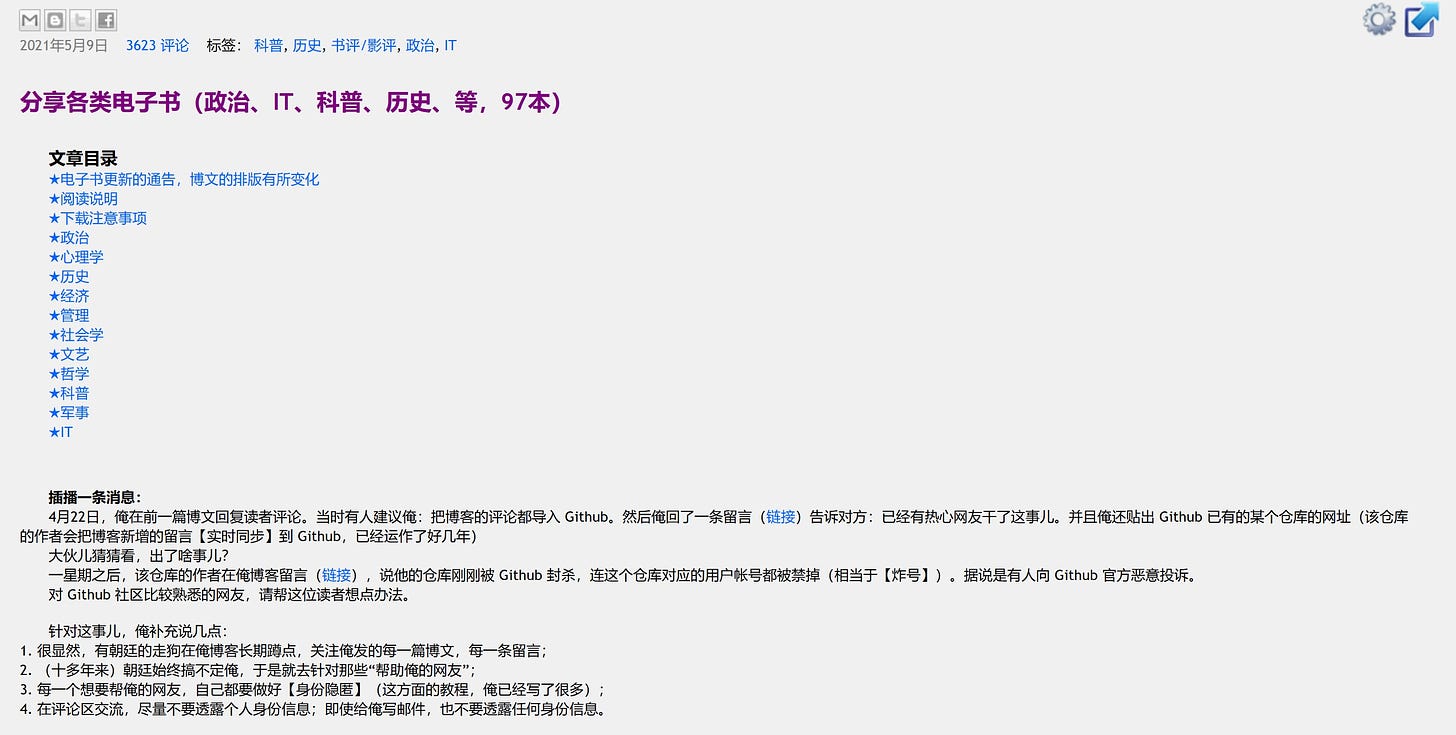 2021年5月9日 3623 评论 标签: 科普, 历史, 书评/影评, 政治, IT
分享各类电子书（政治、IT、科普、历史、等，97本）
文章目录
★电子书更新的通告，博文的排版有所变化
★阅读说明
★下载注意事项
★政治
★心理学
★历史
★经济
★管理
★社会学
★文艺
★哲学
★科普
★军事
★IT
插播一条消息：
4月22日，俺在前一篇博文回复读者评论。当时有人建议俺：把博客的评论都导入 Github。然后俺回了一条留言（链接）告诉对方：已经有热心网友干了这事儿。并且俺还贴出 Github 已有的某个仓库的网址（该仓库
的作者会把博客新增的留言【实时同步】到 Github，已经运作了好几年）
大伙儿猜猜看，出了啥事儿？
一星期之后，该仓库的作者在俺博客留言（链接），说他的仓库刚刚被 Github 封杀，连这个仓库对应的用户帐号都被禁掉（相当于【炸号】）。据说是有人向 Github 官方恶意投诉。
对 Github 社区比较熟悉的网友，请帮这位读者想点办法。
针对这事儿，俺补充说几点：
1. 很显然，有朝廷的走狗在俺博客长期蹲点，关注俺发的每一篇博文，每一条留言；
2. （十多年来）朝廷始终搞不定俺，于是就去针对那些“帮助俺的网友”；
3. 每一个想要帮俺的网友，自己都要做好【身份隐匿】（这方面的教程，俺已经写了很多）；
4. 在评论区交流，尽量不要透露个人身份信息；即使给俺写邮件，也不要透露任何身份信息。